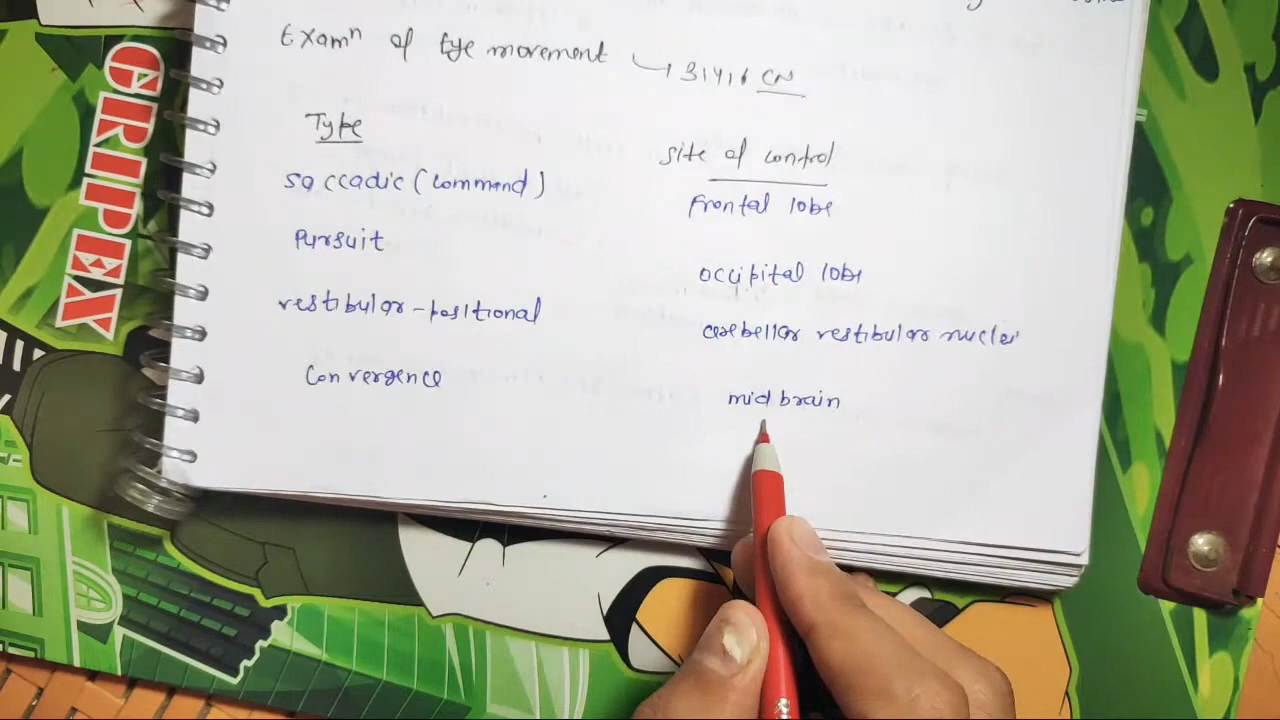 Examn of Eye movement → 3,4,6 CN
Type
Site of control
Saccadic (Command)
Frontal lobe
Pursuit
Occipital lobe
vestibular - positional
cerebellar vestibular nuclei
Convergence
mid brain
CRIPEX